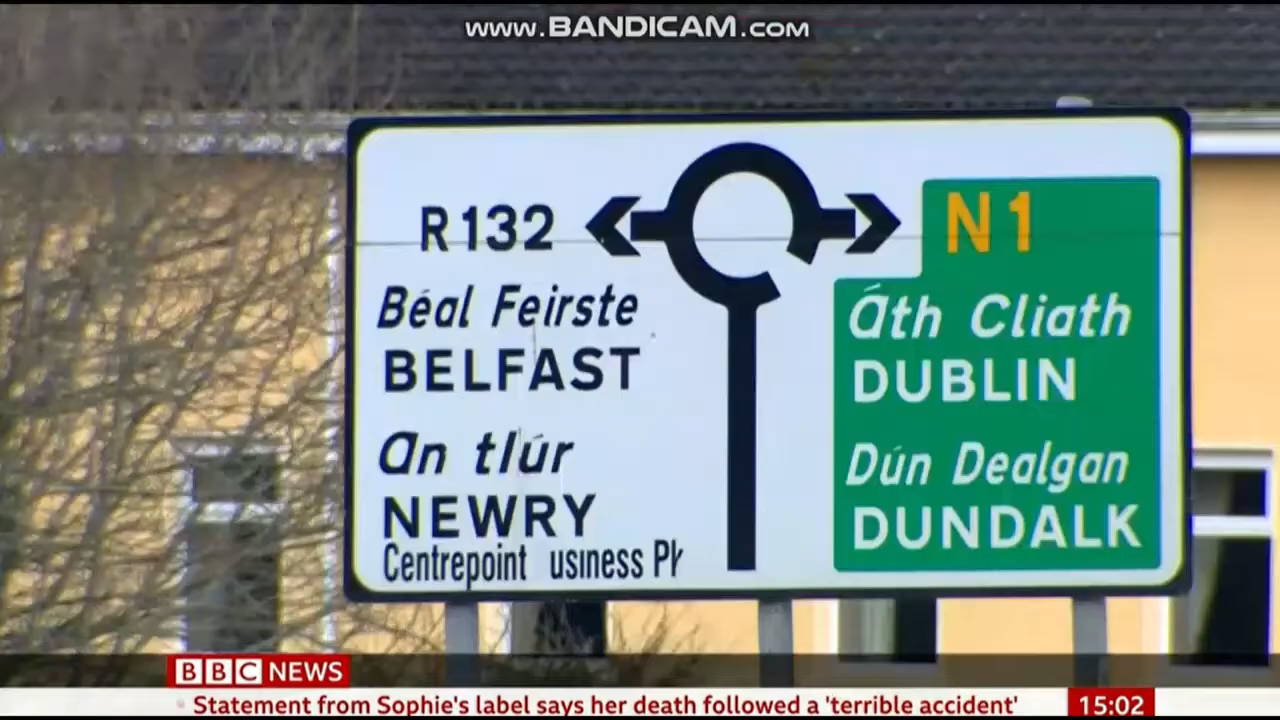 www.BANDICAM.com
R132
N1
Béal Feirste
BELFAST
An tIúr
NEWRY
Centrepoint usiness Pk
Áth Cliath
DUBLIN
Dún Dealgan
DUNDALK
BBC NEWS
Statement from Sophie's label says her death followed a 'terrible accident'
15:02